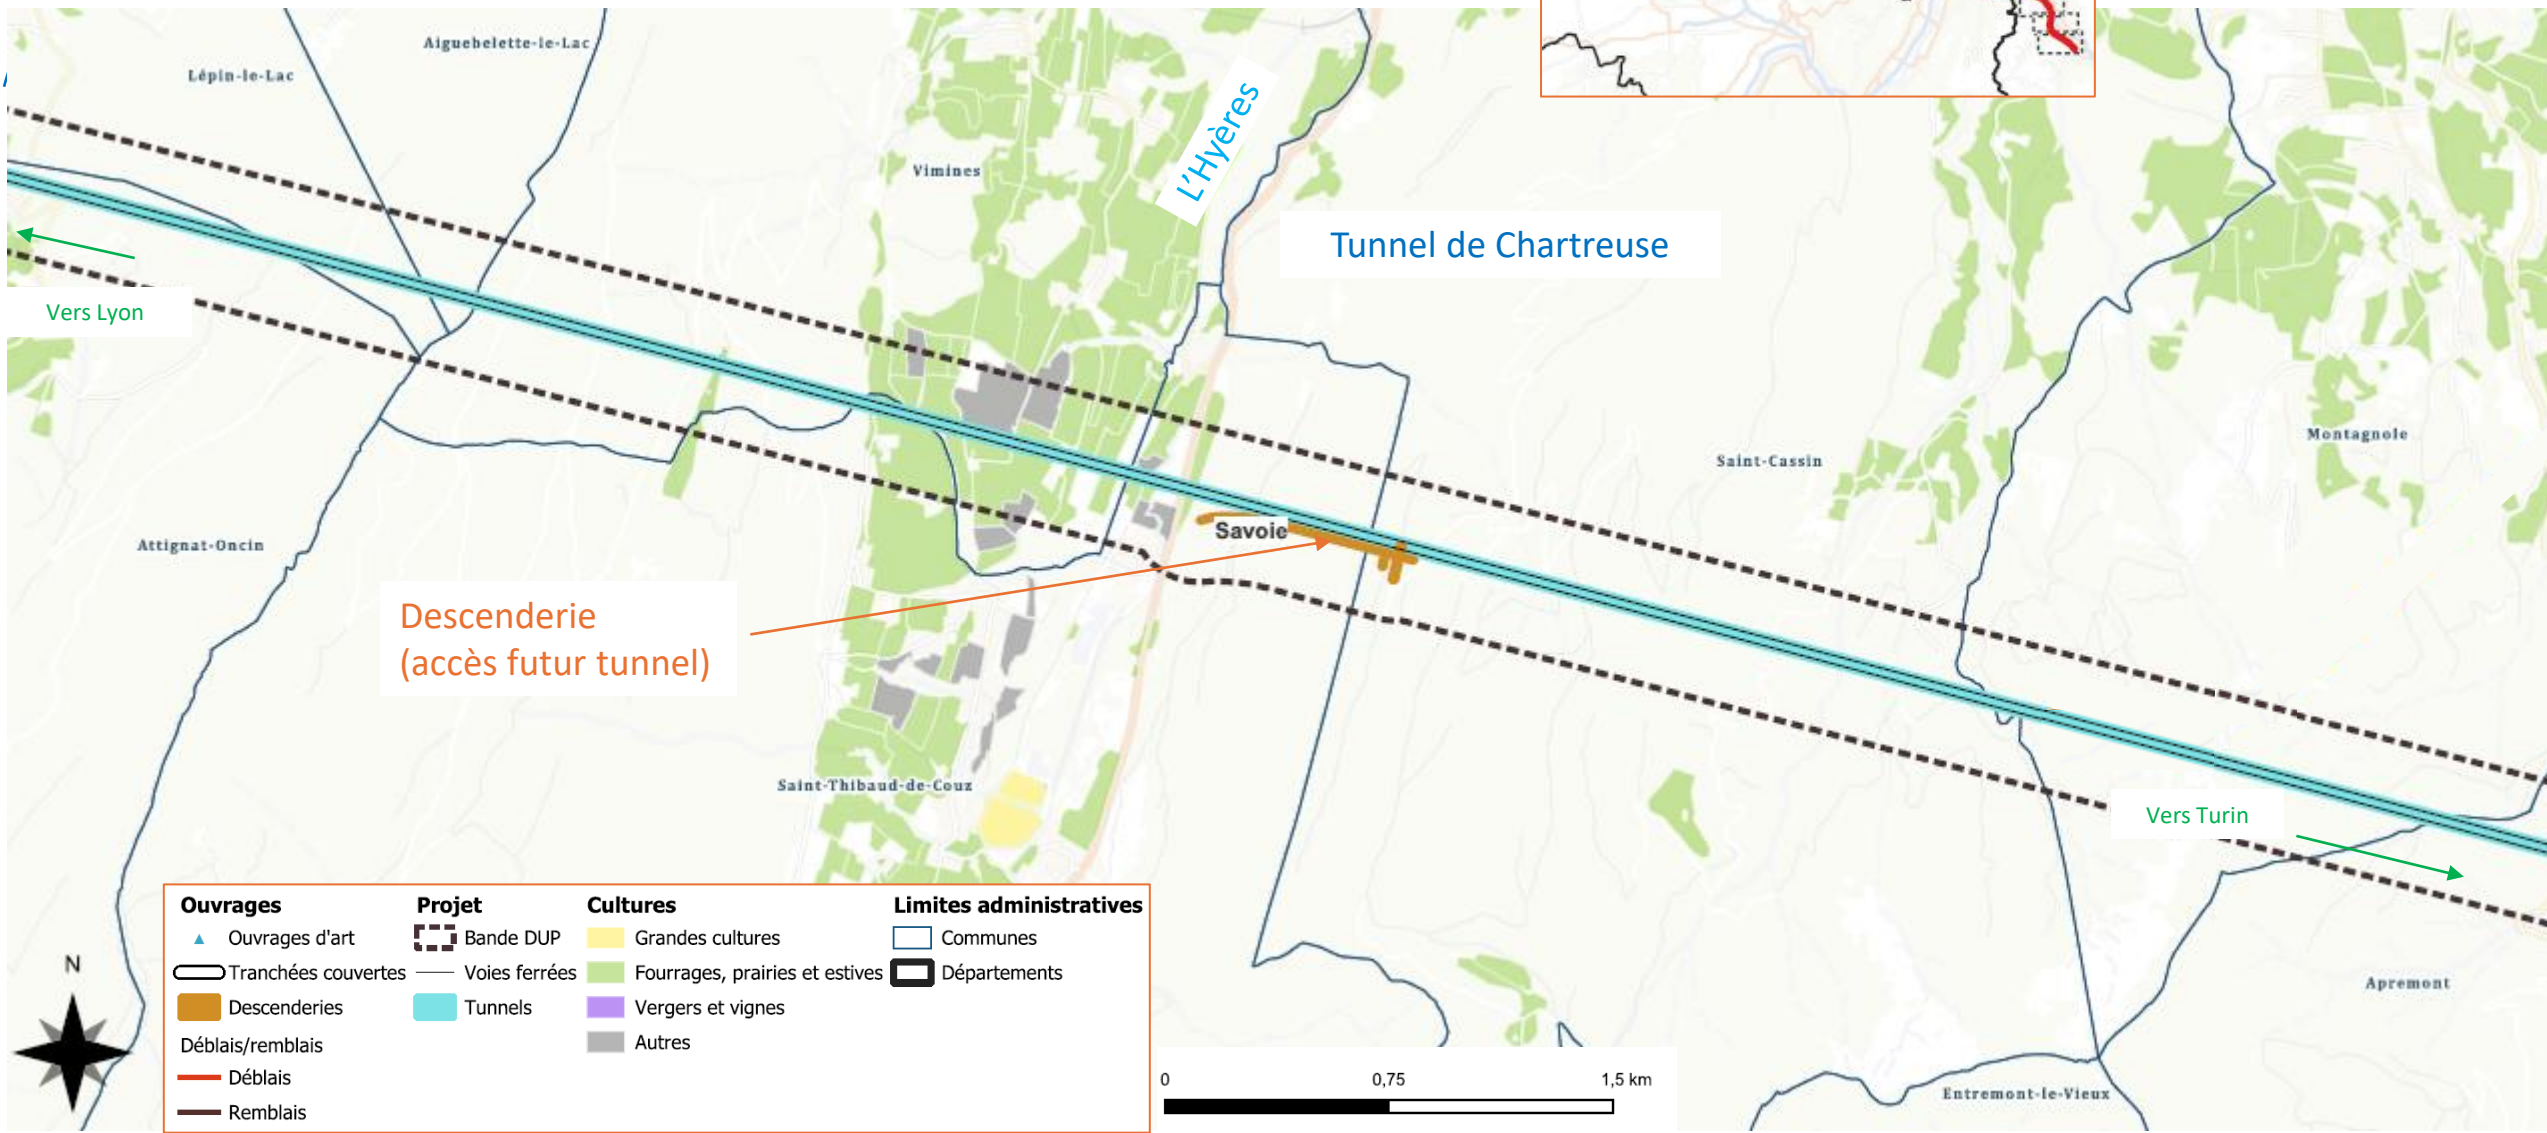 Aiguebelette-le-Lac
Lépin-le-Lac
L'Hyères
Vimines
Tunnel de Chartreuse
Vers Lyon
Montagnole
Saint-Cassin
Savoie
Attignat-Oncin
Descenderie
(accès futur tunnel)
Saint-Thibaud-de-Couz
Vers Turin
Ouvrages
Ouvrages d'art
Tranchées couvertes
Descenderies
Déblais/remblais
Déblais
Remblais
Projet
Bande DUP
Voies ferrées
Tunnels
Cultures
Grandes cultures
Fourrages, prairies et estives
Vergers et vignes
Autres
Limites administratives
Communes
Départements
N
Apremont
0 0,75 1,5 km
Entremont-le-Vieux